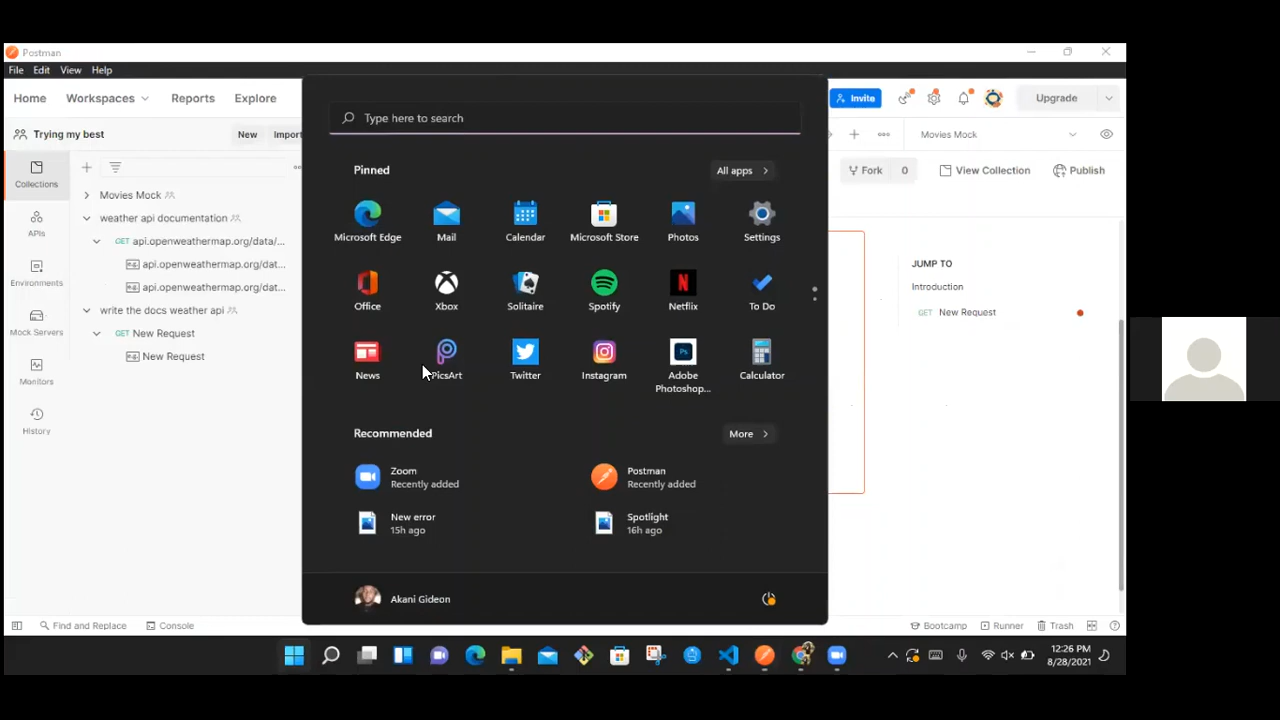 Postman
File Edit View Help
Home Workspaces Reports Explore
Invite
Upgrade
Trying my best
New Import
Movies Mock
Collections
APIs
Environments
Mock Servers
Monitors
History
Movies Mock
weather api documentation
GET api.openweathermap.org/data/...
api.openweathermap.org/dat...
api.openweathermap.org/dat...
write the docs weather api
GET New Request
New Request
Type here to search
Pinned
All apps
Microsoft Edge
Mail
Calendar
Microsoft Store
Photos
Settings
Office
Xbox
Solitaire
Spotify
Netflix
To Do
News
PicsArt
Twitter
Instagram
Adobe Photoshop...
Calculator
Recommended
More
Zoom
Recently added
Postman
Recently added
New error
15h ago
Spotlight
16h ago
Akani Gideon
Fork 0
View Collection
Publish
JUMP TO
Introduction
GET New Request
Find and Replace
Console
Bootcamp
Runner
Trash
12:26 PM
8/28/2021